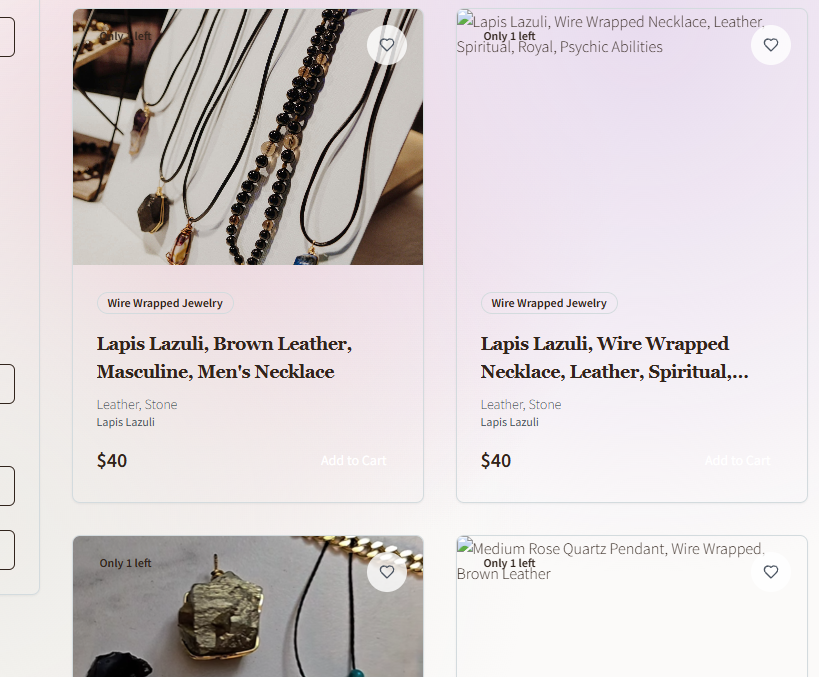 Only 1 left
Lapis Lazuli, Wire Wrapped Necklace, Leather,
Spiritual, Royal, Psychic Abilities
Only 1 left
Wire Wrapped Jewelry
Lapis Lazuli, Brown Leather,
Masculine, Men's Necklace
Leather, Stone
Lapis Lazuli
$40
Add to Cart
Wire Wrapped Jewelry
Lapis Lazuli, Wire Wrapped
Necklace, Leather, Spiritual,...
Leather, Stone
Lapis Lazuli
$40
Add to Cart
Only 1 left
Medium Rose Quartz Pendant, Wire Wrapped,
Brown Leather
Only 1 left